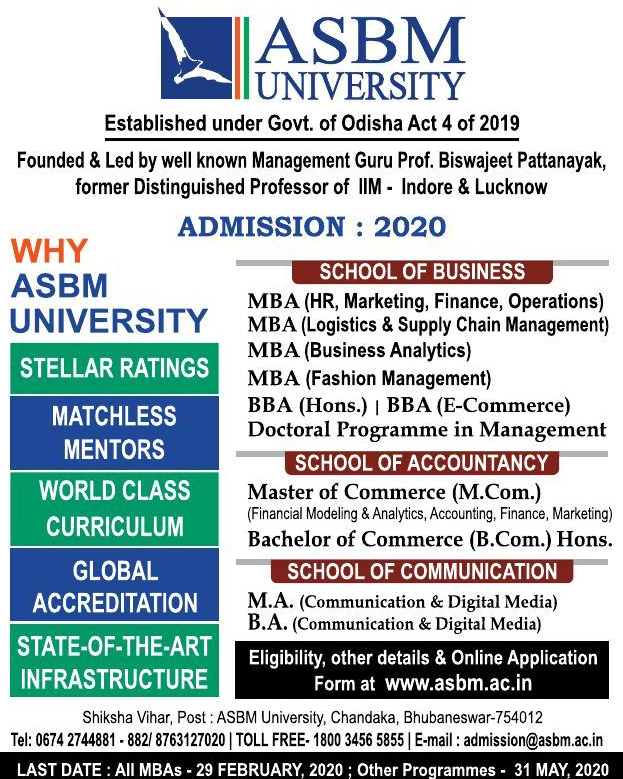 ASBM
UNIVERSITY
Established under Govt. of Odisha Act 4 of 2019
Founded & Led by well known Management Guru Prof. Biswajeet Pattanayak,
former Distinguished Professor of IIM - Indore & Lucknow
ADMISSION : 2020
WHY
ASBM
UNIVERSITY
STELLAR RATINGS
MATCHLESS
MENTORS
WORLD CLASS
CURRICULUM
GLOBAL
ACCREDITATION
STATE-OF-THE-ART
INFRASTRUCTURE
SCHOOL OF BUSINESS
MBA (HR, Marketing, Finance, Operations)
MBA (Logistics & Supply Chain Management)
MBA (Business Analytics)
MBA (Fashion Management)
BBA (Hons.) | BBA (E-Commerce)
Doctoral Programme in Management
SCHOOL OF ACCOUNTANCY
Master of Commerce (M.Com.)
(Financial Modeling & Analytics, Accounting, Finance, Marketing)
Bachelor of Commerce (B.Com.) Hons.
SCHOOL OF COMMUNICATION
M.A. (Communication & Digital Media)
B.A. (Communication & Digital Media)
Eligibility, other details & Online Application
Form at www.asbm.ac.in
Shiksha Vihar, Post : ASBM University, Chandaka, Bhubaneswar-754012
Tel: 0674 2744881 - 882/ 8763127020 | TOLL FREE- 1800 3456 5855 | E-mail : admission@asbm.ac.in
LAST DATE : All MBAs - 29 FEBRUARY, 2020 ; Other Programmes - 31 MAY, 2020